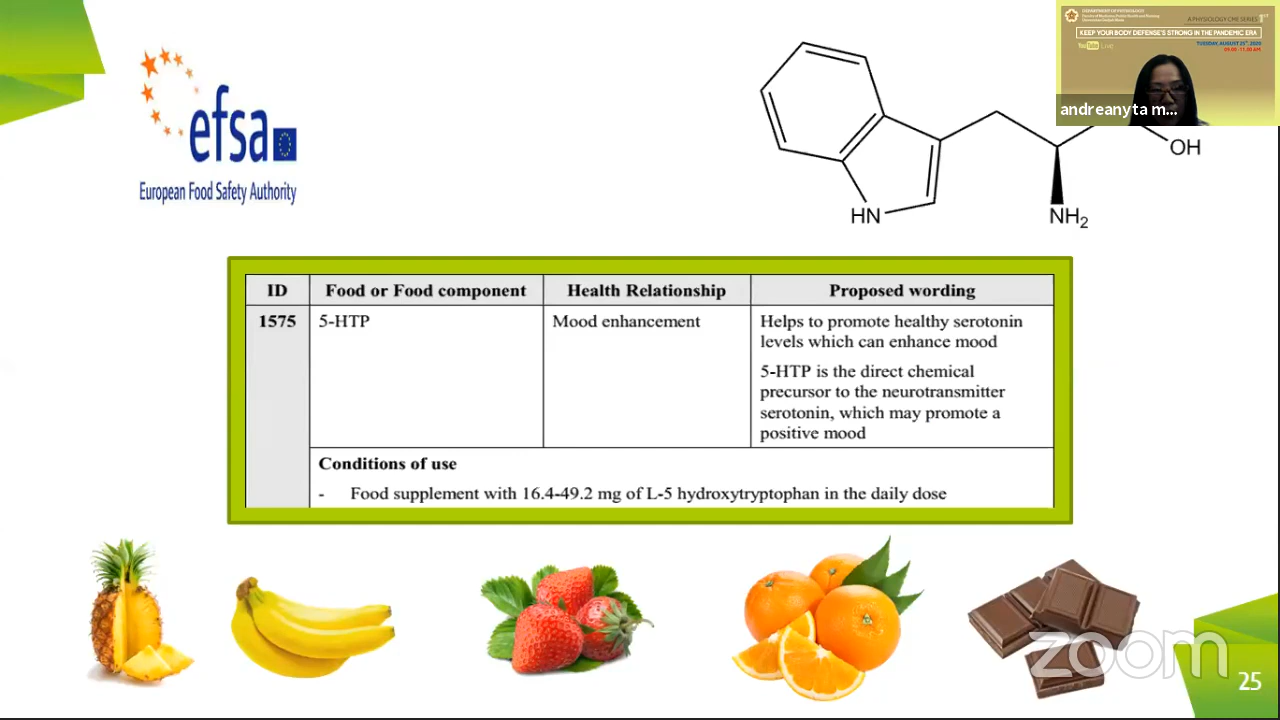 efsa
European Food Safety Authority
KEEP YOUR BODY DEFENSE'S STRONG IN THE PANDEMIC ERA
TUESDAY, AUGUST 25th, 2020
andreanyta m...
OH
HN
NH2
ID Food or Food component Health Relationship Proposed wording
1575 5-HTP Mood enhancement Helps to promote healthy serotonin
levels which can enhance mood
5-HTP is the direct chemical
precursor to the neurotransmitter
serotonin, which may promote a
positive mood
Conditions of use
- Food supplement with 16.4-49.2 mg of L-5 hydroxytryptophan in the daily dose
zoom
25